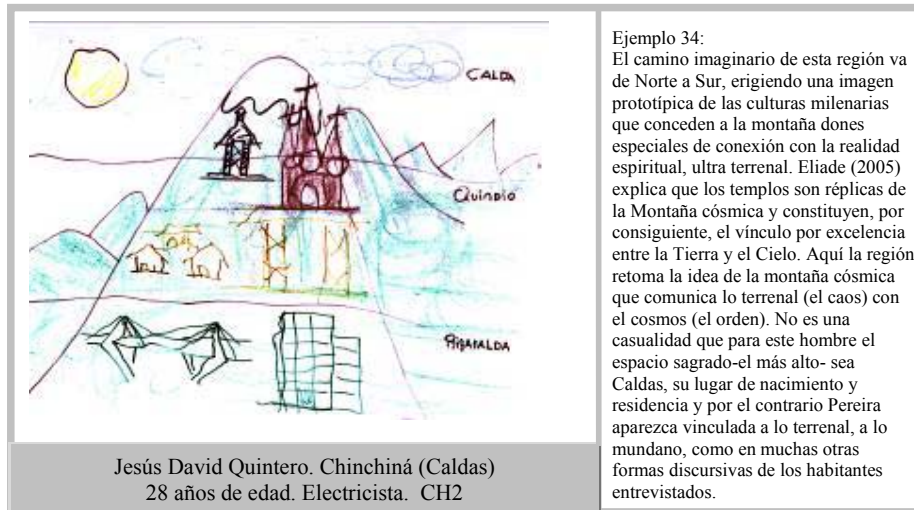 CALDA
Quindio
RISARALDA
Jesús David Quintero. Chinchiná (Caldas)
28 años de edad. Electricista.  CH2
Ejemplo 34:
El camino imaginario de esta región va
de Norte a Sur, erigiendo una imagen
prototípica de las culturas milenarias
que conceden a la montaña dones
especiales de conexión con la realidad
espiritual, ultra terrenal. Eliade (2005)
explica que los templos son réplicas de
la Montaña cósmica y constituyen, por
consiguiente, el vínculo por excelencia
entre la Tierra y el Cielo. Aquí la región
retoma la idea de la montaña cósmica
que comunica lo terrenal (el caos) con
el cosmos (el orden). No es una
casualidad que para este hombre el
espacio sagrado-el más alto- sea
Caldas, su lugar de nacimiento y
residencia y por el contrario Pereira
aparezca vinculada a lo terrenal, a lo
mundano, como en muchas otras
formas discursivas de los habitantes
entrevistados.